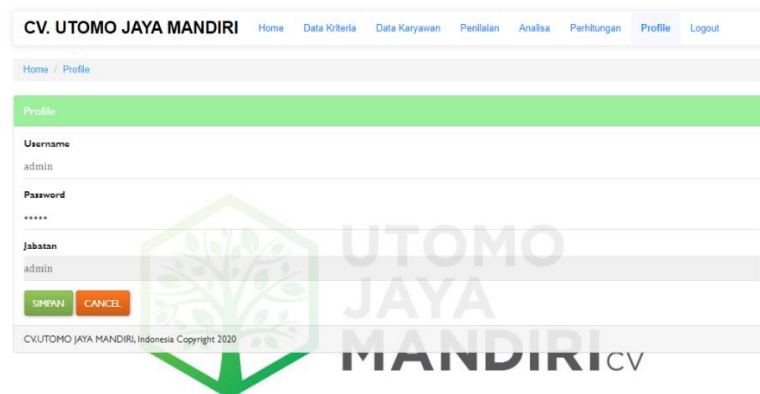 CV. UTOMO JAYA MANDIRI Home Data Kriteria Data Karyawan Penilaian Analisa Perhitungan Profile Logout
Home / Profile
Profile
Username
admin
Password
*****
Jabatan
admin
SIMPAN CANCEL
CV.UTOMO JAYA MANDIRI, Indonesia Copyright 2020
UTOMO
JAYA
MANDIRI CV